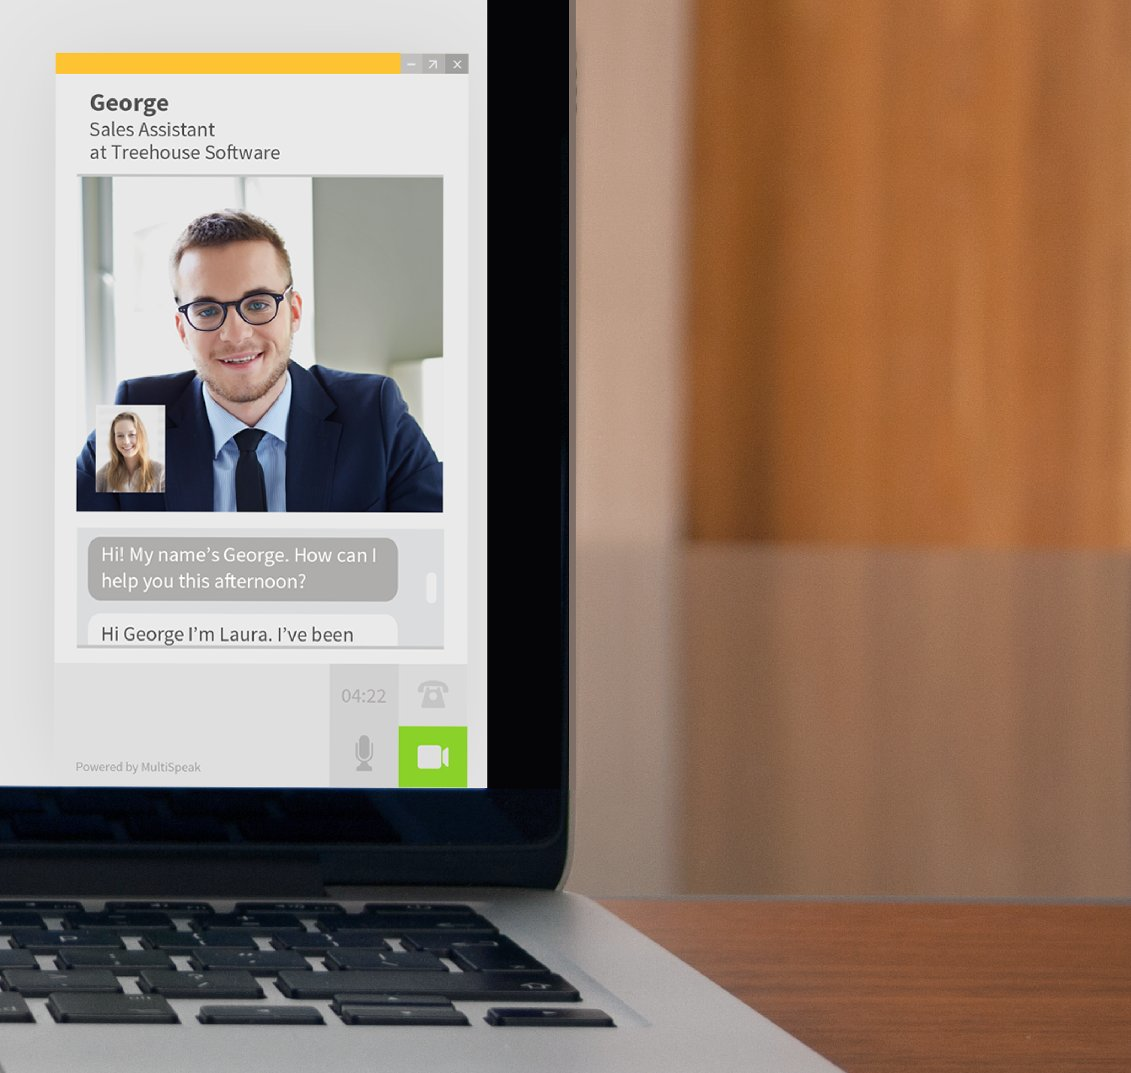 George
Sales Assistant
at Treehouse Software
Hi! My name’s George. How can I
help you this afternoon?
Hi George I’m Laura. I’ve been
04:22
Powered by MultiSpeak